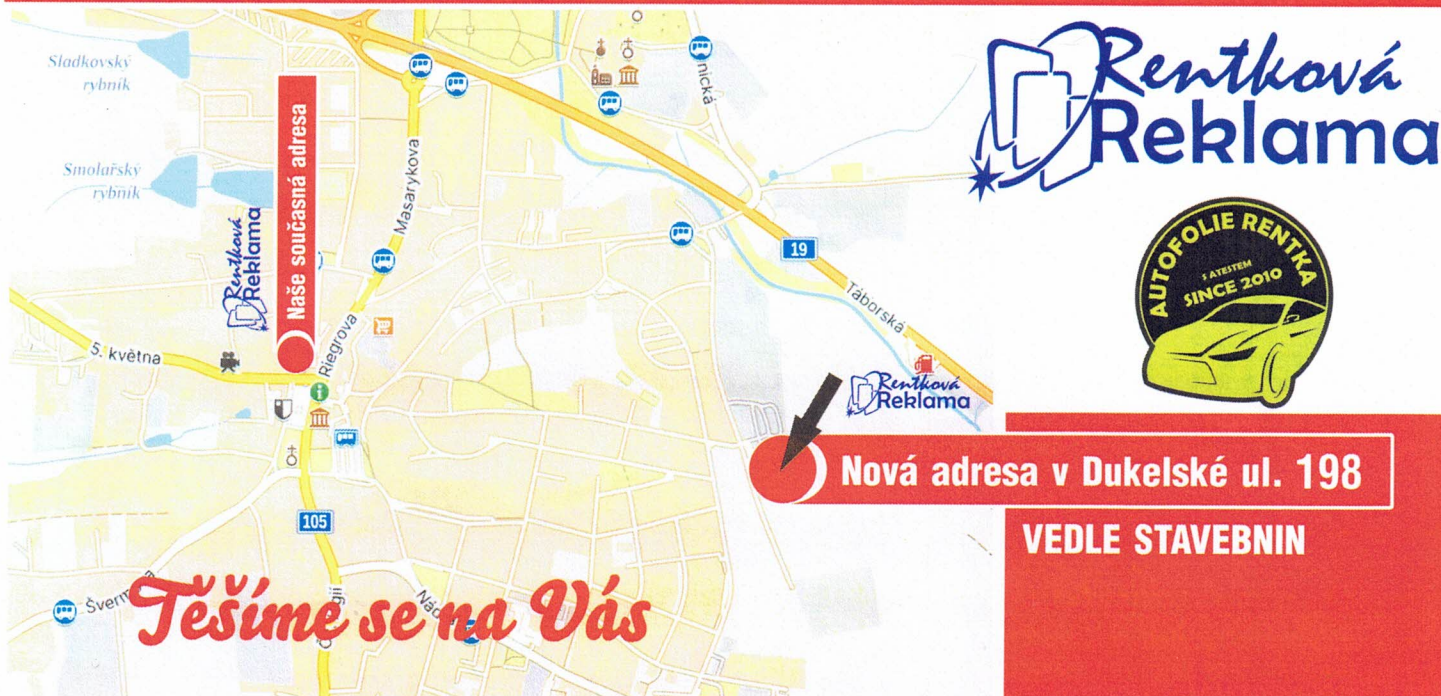 Sladkovský
rybník
Smolařský
rybník
Naše současná adresa
Rentková
Reklama
5. května
Riegrova
Masarykova
nická
19
Táborská
Rentková
Reklama
105
Těšíme se na Vás
Rentková
Reklama
AUTOFOLIE RENTKA
S ATESTEM
SINCE 2010
Nová adresa v Dukelské ul. 198
VEDLE STAVEBNIN